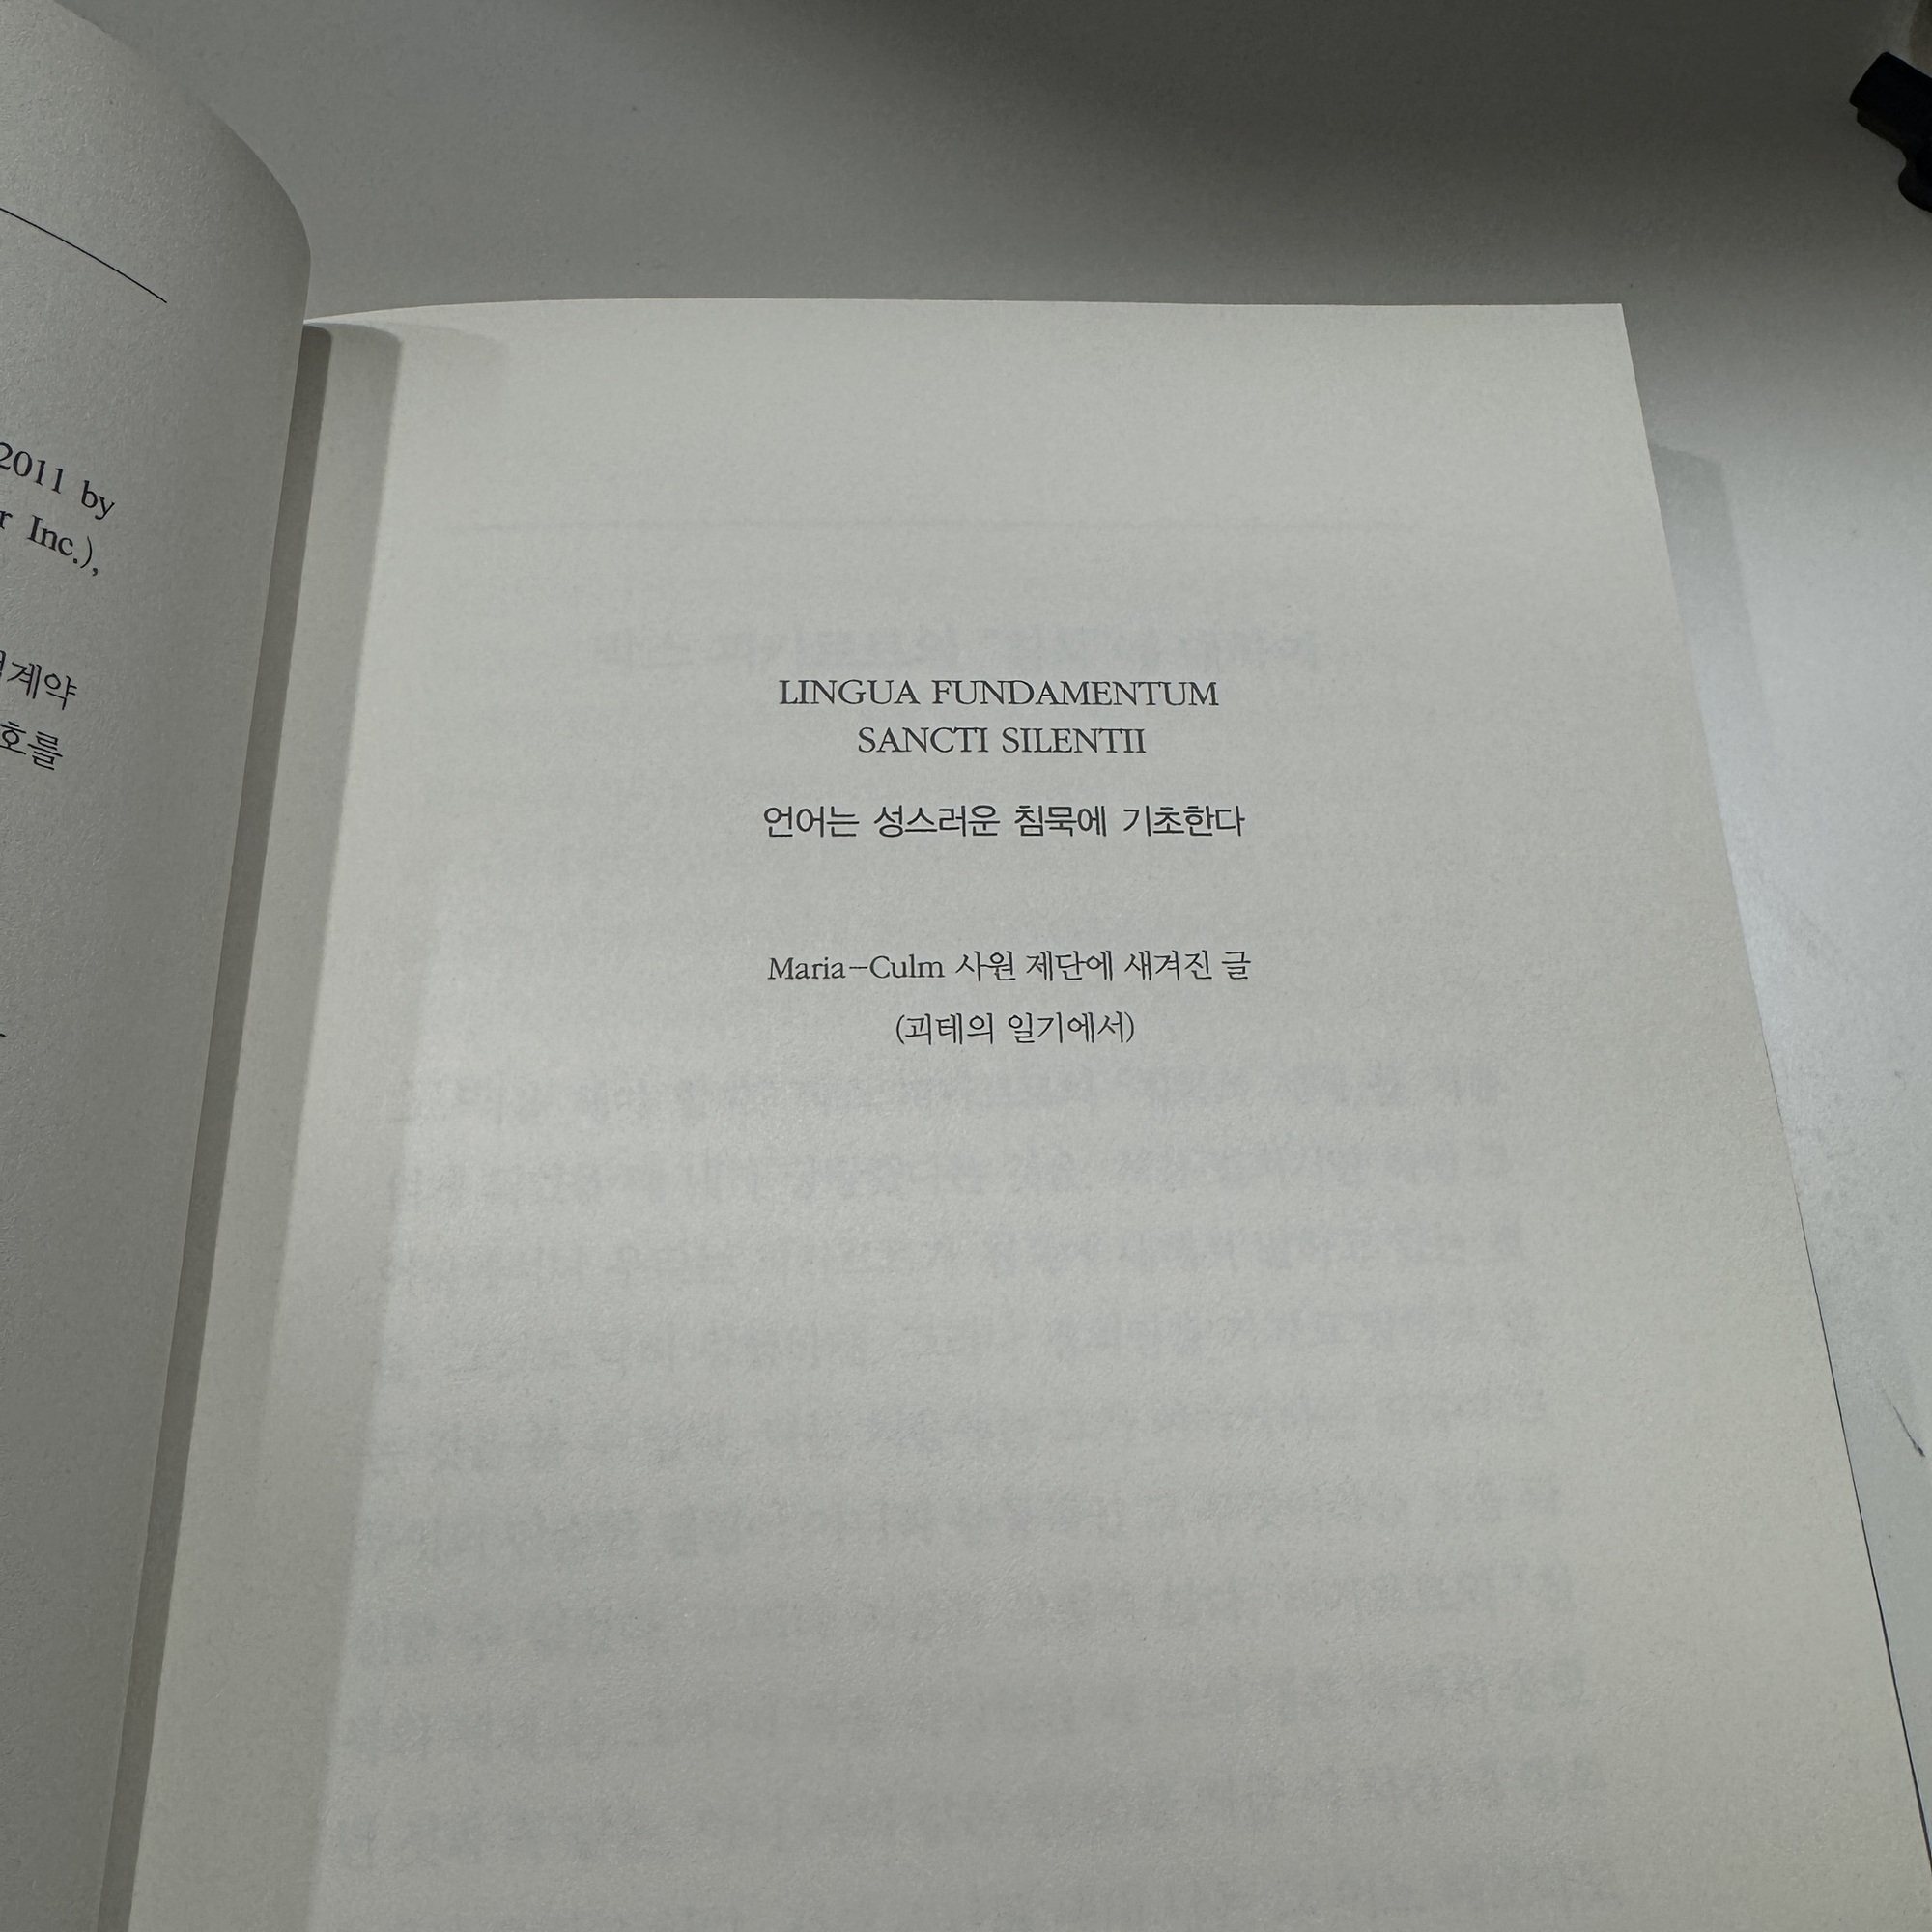 2011 by
Inc.),
계약
호를
LINGUA FUNDAMENTUM
SANCTI SILENTII
언어는 성스러운 침묵에 기초한다
Maria-Culm 사원 제단에 새겨진 글
(괴테의 일기에서)